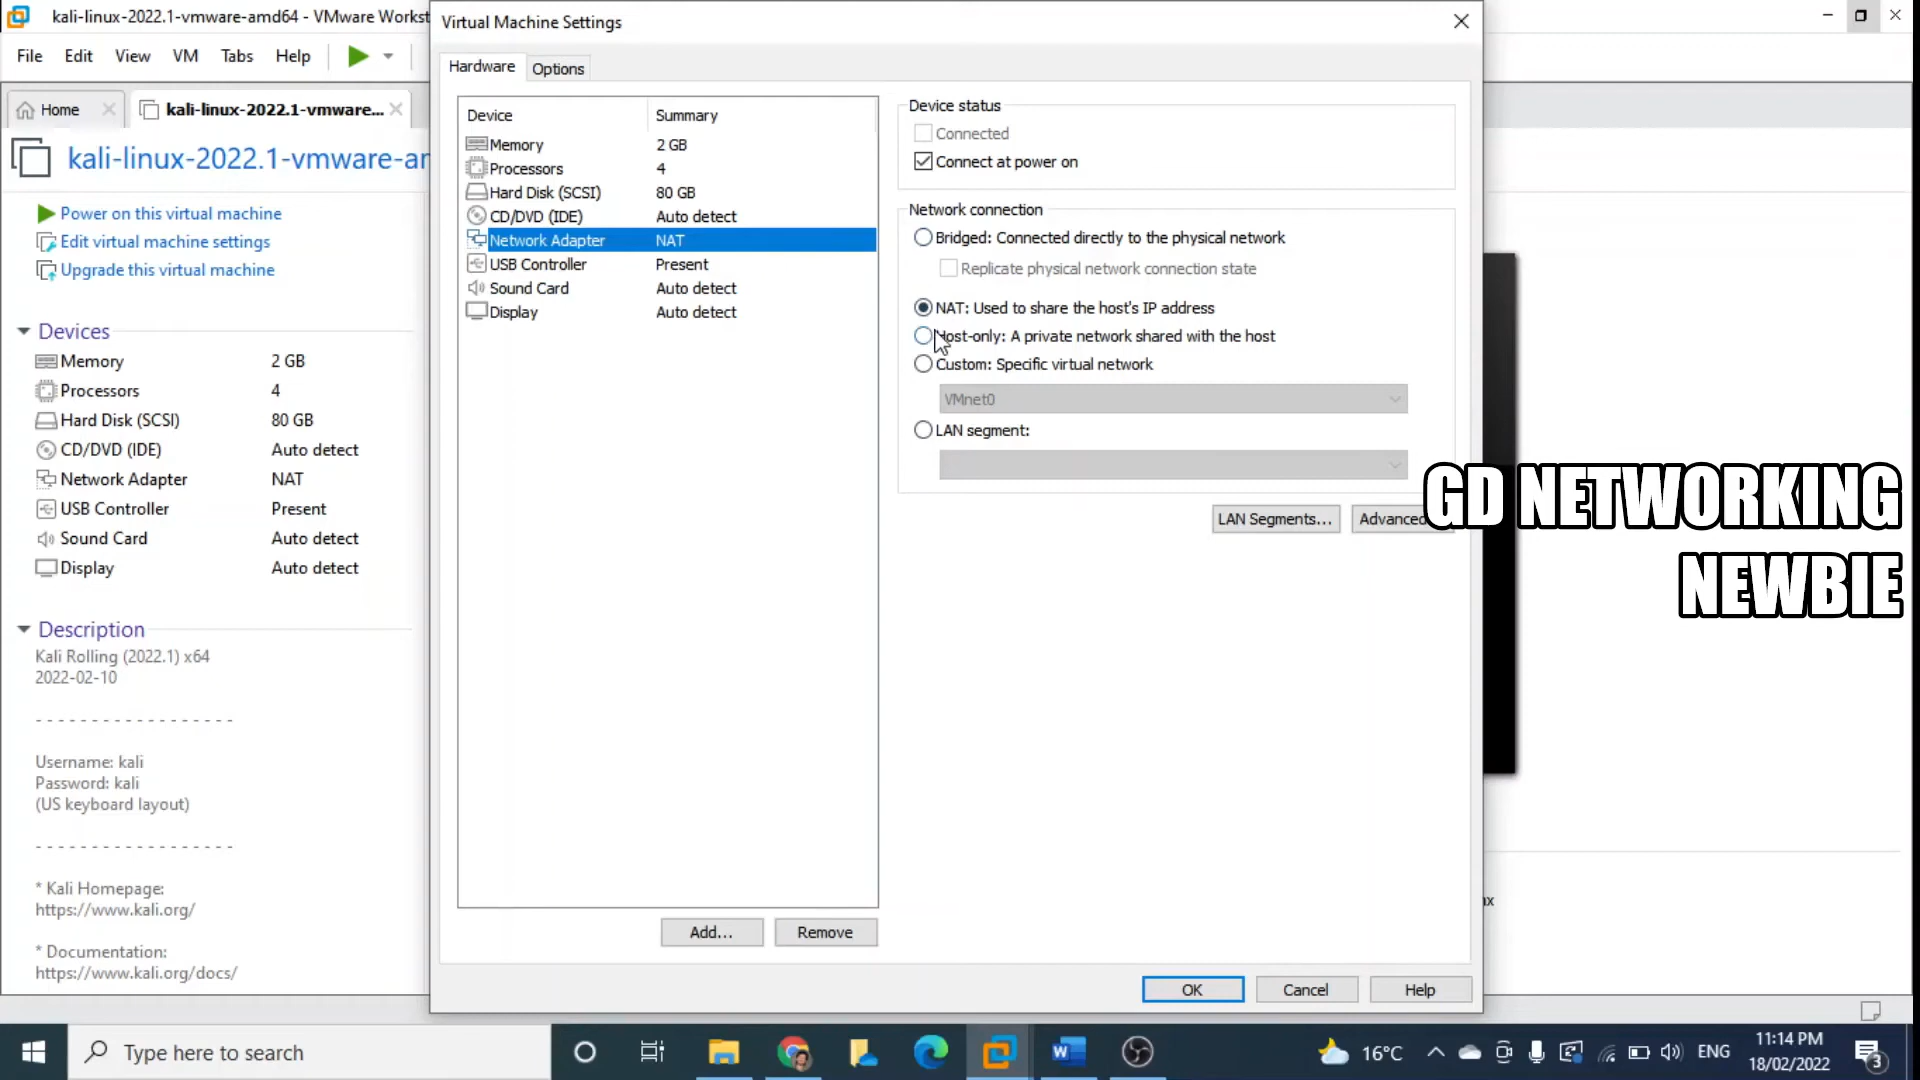 kali-linux-2022.1-vmware-amd64 - VMware Workst
File Edit View VM Tabs Help
Home
kali-linux-2022.1-vmware...
kali-linux-2022.1-vmware-ar
Power on this virtual machine
Edit virtual machine settings
Upgrade this virtual machine
Devices
Memory 2 GB
Processors 4
Hard Disk (SCSI) 80 GB
CD/DVD (IDE) Auto detect
Network Adapter NAT
USB Controller Present
Sound Card Auto detect
Display Auto detect
Description
Kali Rolling (2022.1) x64
2022-02-10
- - - - - - - - - - - - - - - - - -
Username: kali
Password: kali
(US keyboard layout)
- - - - - - - - - - - - - - - - - -
* Kali Homepage:
https://www.kali.org/
* Documentation:
https://www.kali.org/docs/
Virtual Machine Settings
Hardware Options
Device Summary
Memory 2 GB
Processors 4
Hard Disk (SCSI) 80 GB
CD/DVD (IDE) Auto detect
Network Adapter NAT
USB Controller Present
Sound Card Auto detect
Display Auto detect
Add... Remove
Device status
Connected
Connect at power on
Network connection
Bridged: Connected directly to the physical network
Replicate physical network connection state
NAT: Used to share the host's IP address
Host-only: A private network shared with the host
Custom: Specific virtual network
VMnet0
LAN segment:
LAN Segments... Advanced
OK Cancel Help
GD NETWORKING
NEWBIE
Type here to search
16°C
ENG
11:14 PM
18/02/2022
3